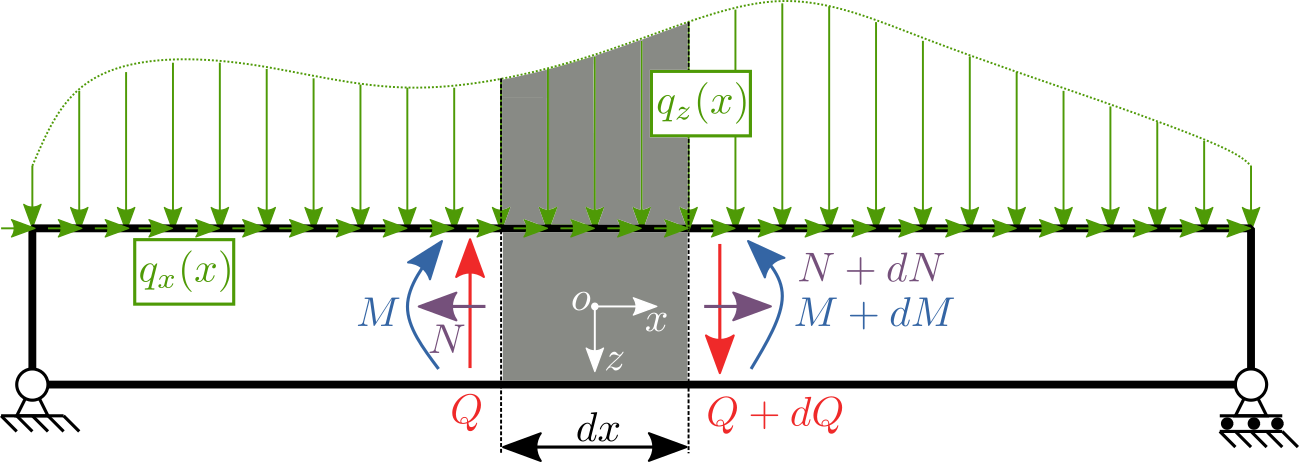 q_z(x)
q_x(x)
N + dN
M
M + dM
o
x
N
z
Q
Q + dQ
dx